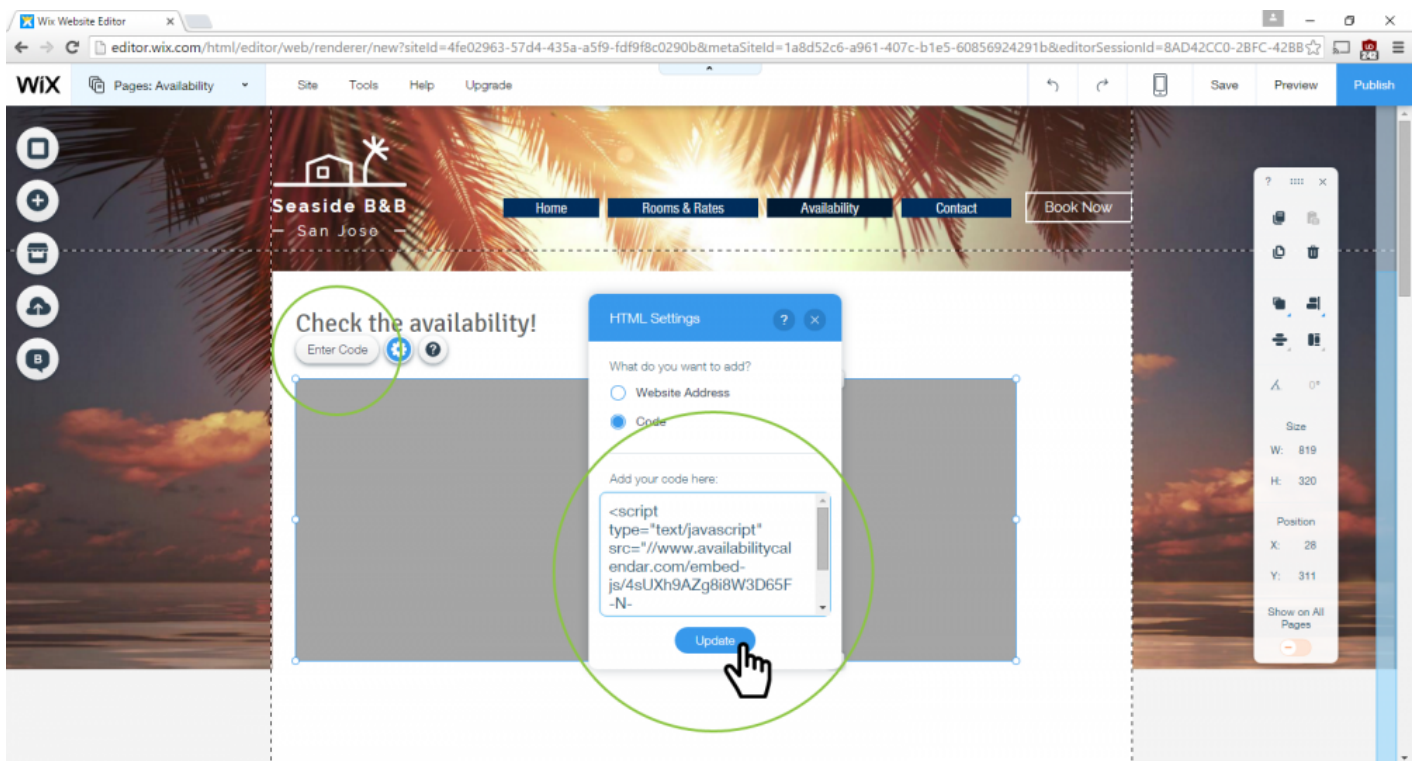 Wix Website Editor
editor.wix.com/html/editor/web/renderer/new?siteId=4fe02963-57d4-435a-a5f9-fdf9f8c0290b&metaSiteId=1a8d52c6-a961-407c-b1e5-60856924291b&editorSessionId=8AD42CC0-2BFC-42BB
WiX
Pages: Availability
Site
Tools
Help
Upgrade
Save
Preview
Publish
Seaside B&B
San Jose
Home
Rooms & Rates
Availability
Contact
Book Now
Check the availability!
Enter Code
?
HTML Settings
?
What do you want to add?
Website Address
Code
Add your code here:
<script
type="text/javascript"
src="//www.availabilitycal
endar.com/embed-
js/4sUXh9AZg8i8W3D65F
-N-
Update
?
0°
Size
W: 819
H: 320
Position
X: 28
Y: 311
Show on All
Pages